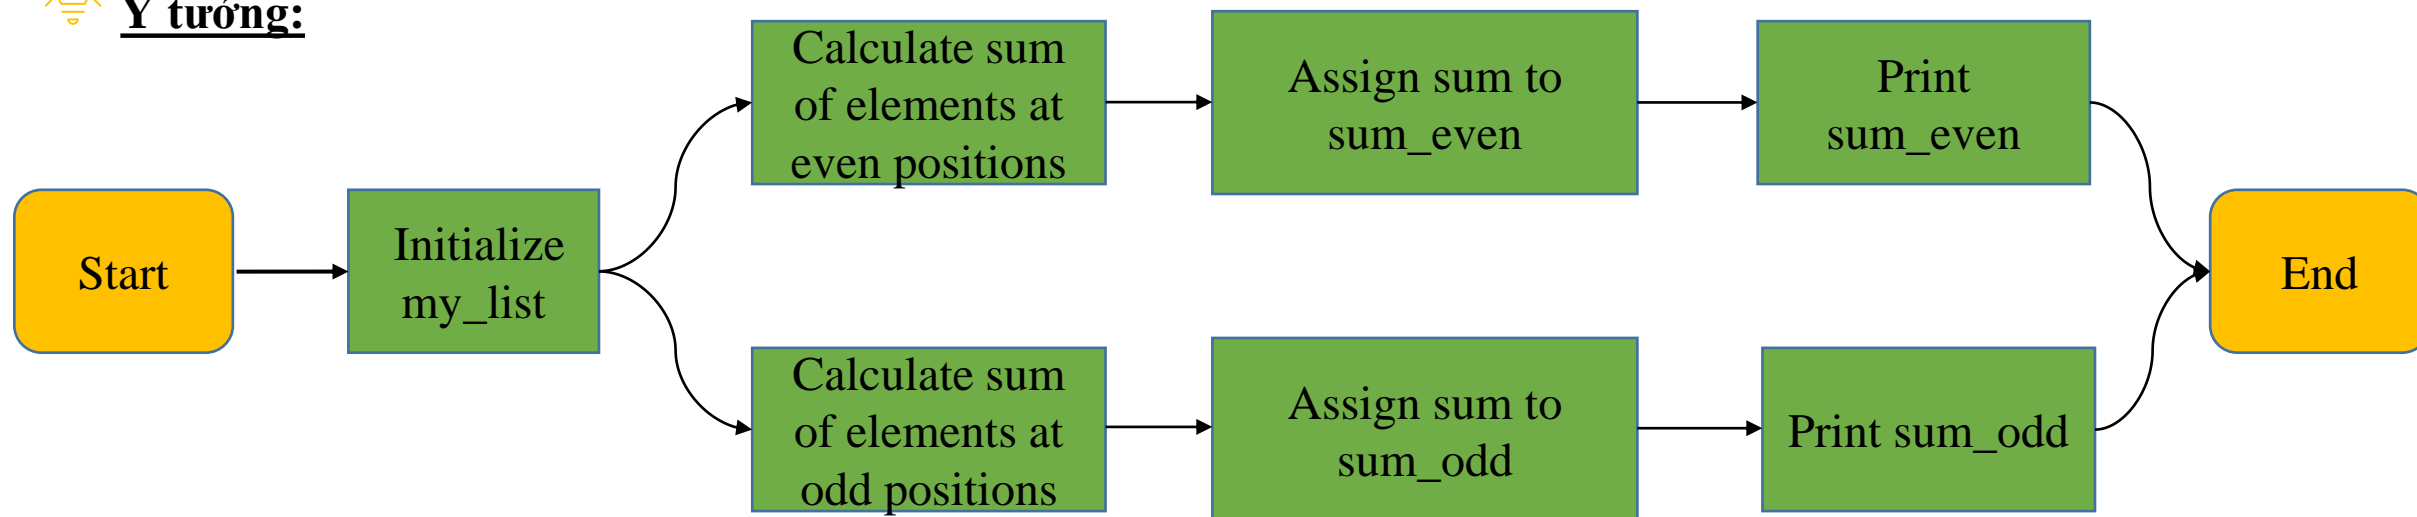 Ý tưởng:
Calculate sum
of elements at
even positions
Assign sum to
sum_even
Print
sum_even
Start
Initialize
my_list
End
Calculate sum
of elements at
odd positions
Assign sum to
sum_odd
Print sum_odd